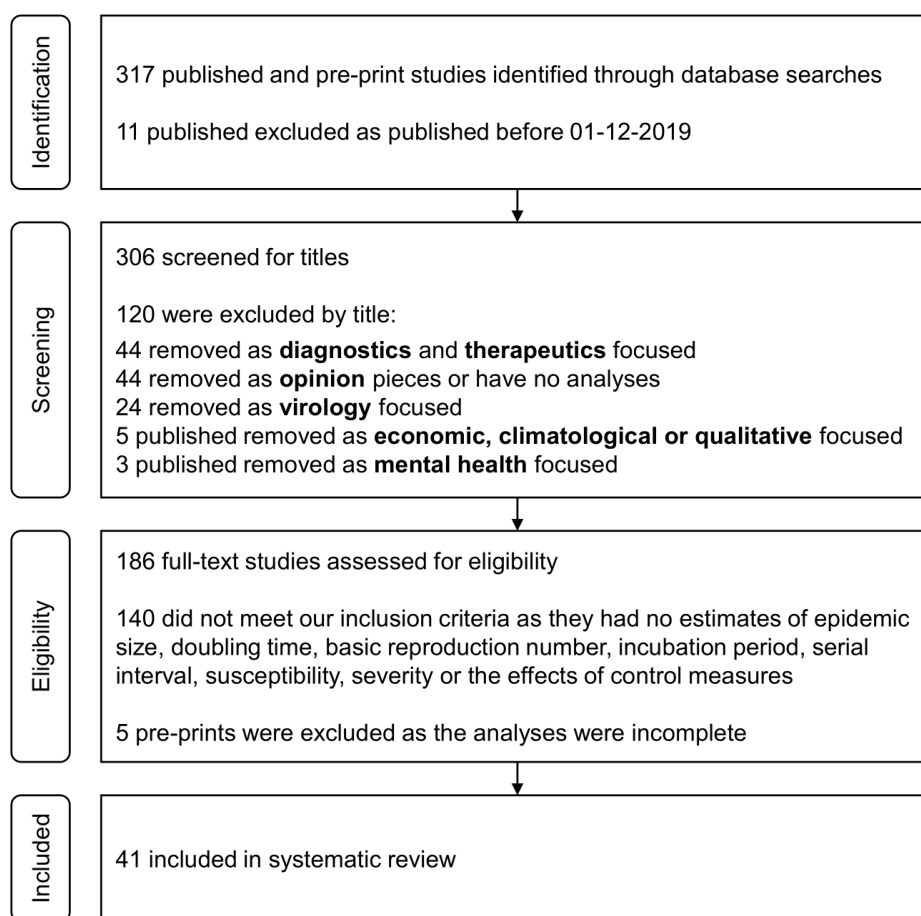 Identification
317 published and pre-print studies identified through database searches
11 published excluded as published before 01-12-2019
Screening
306 screened for titles
120 were excluded by title:
44 removed as diagnostics and therapeutics focused
44 removed as opinion pieces or have no analyses
24 removed as virology focused
5 published removed as economic, climatological or qualitative focused
3 published removed as mental health focused
Eligibility
186 full-text studies assessed for eligibility
140 did not meet our inclusion criteria as they had no estimates of epidemic
size, doubling time, basic reproduction number, incubation period, serial
interval, susceptibility, severity or the effects of control measures
5 pre-prints were excluded as the analyses were incomplete
Included
41 included in systematic review